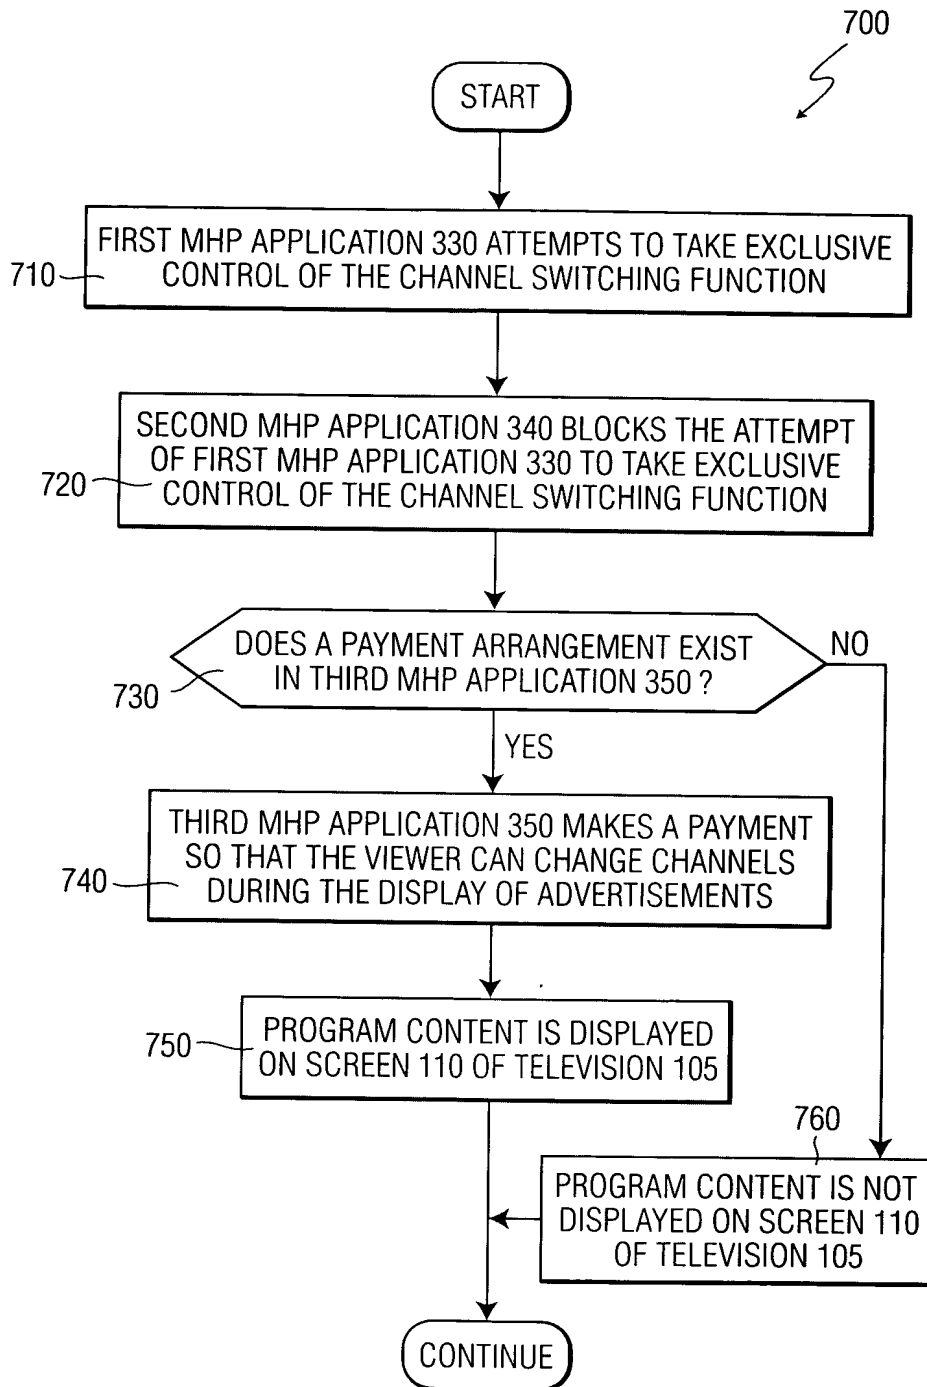 700
START
FIRST MHP APPLICATION 330 ATTEMPTS TO TAKE EXCLUSIVE
CONTROL OF THE CHANNEL SWITCHING FUNCTION
710
SECOND MHP APPLICATION 340 BLOCKS THE ATTEMPT
OF FIRST MHP APPLICATION 330 TO TAKE EXCLUSIVE
CONTROL OF THE CHANNEL SWITCHING FUNCTION
720
DOES A PAYMENT ARRANGEMENT EXIST
IN THIRD MHP APPLICATION 350 ?
730
NO
YES
THIRD MHP APPLICATION 350 MAKES A PAYMENT
SO THAT THE VIEWER CAN CHANGE CHANNELS
DURING THE DISPLAY OF ADVERTISEMENTS
740
PROGRAM CONTENT IS DISPLAYED
ON SCREEN 110 OF TELEVISION 105
750
760
PROGRAM CONTENT IS NOT
DISPLAYED ON SCREEN 110
OF TELEVISION 105
CONTINUE